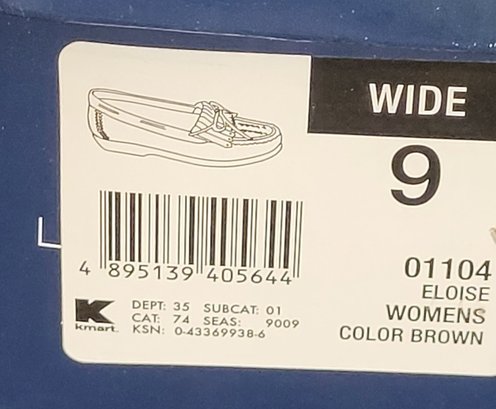 WIDE
9
4 895139 405644
01104
ELOISE
WOMENS
COLOR BROWN
K
kmart.
DEPT: 35 SUBCAT: 01
CAT: 74 SEAS: 9009
KSN: 0-43369938-6